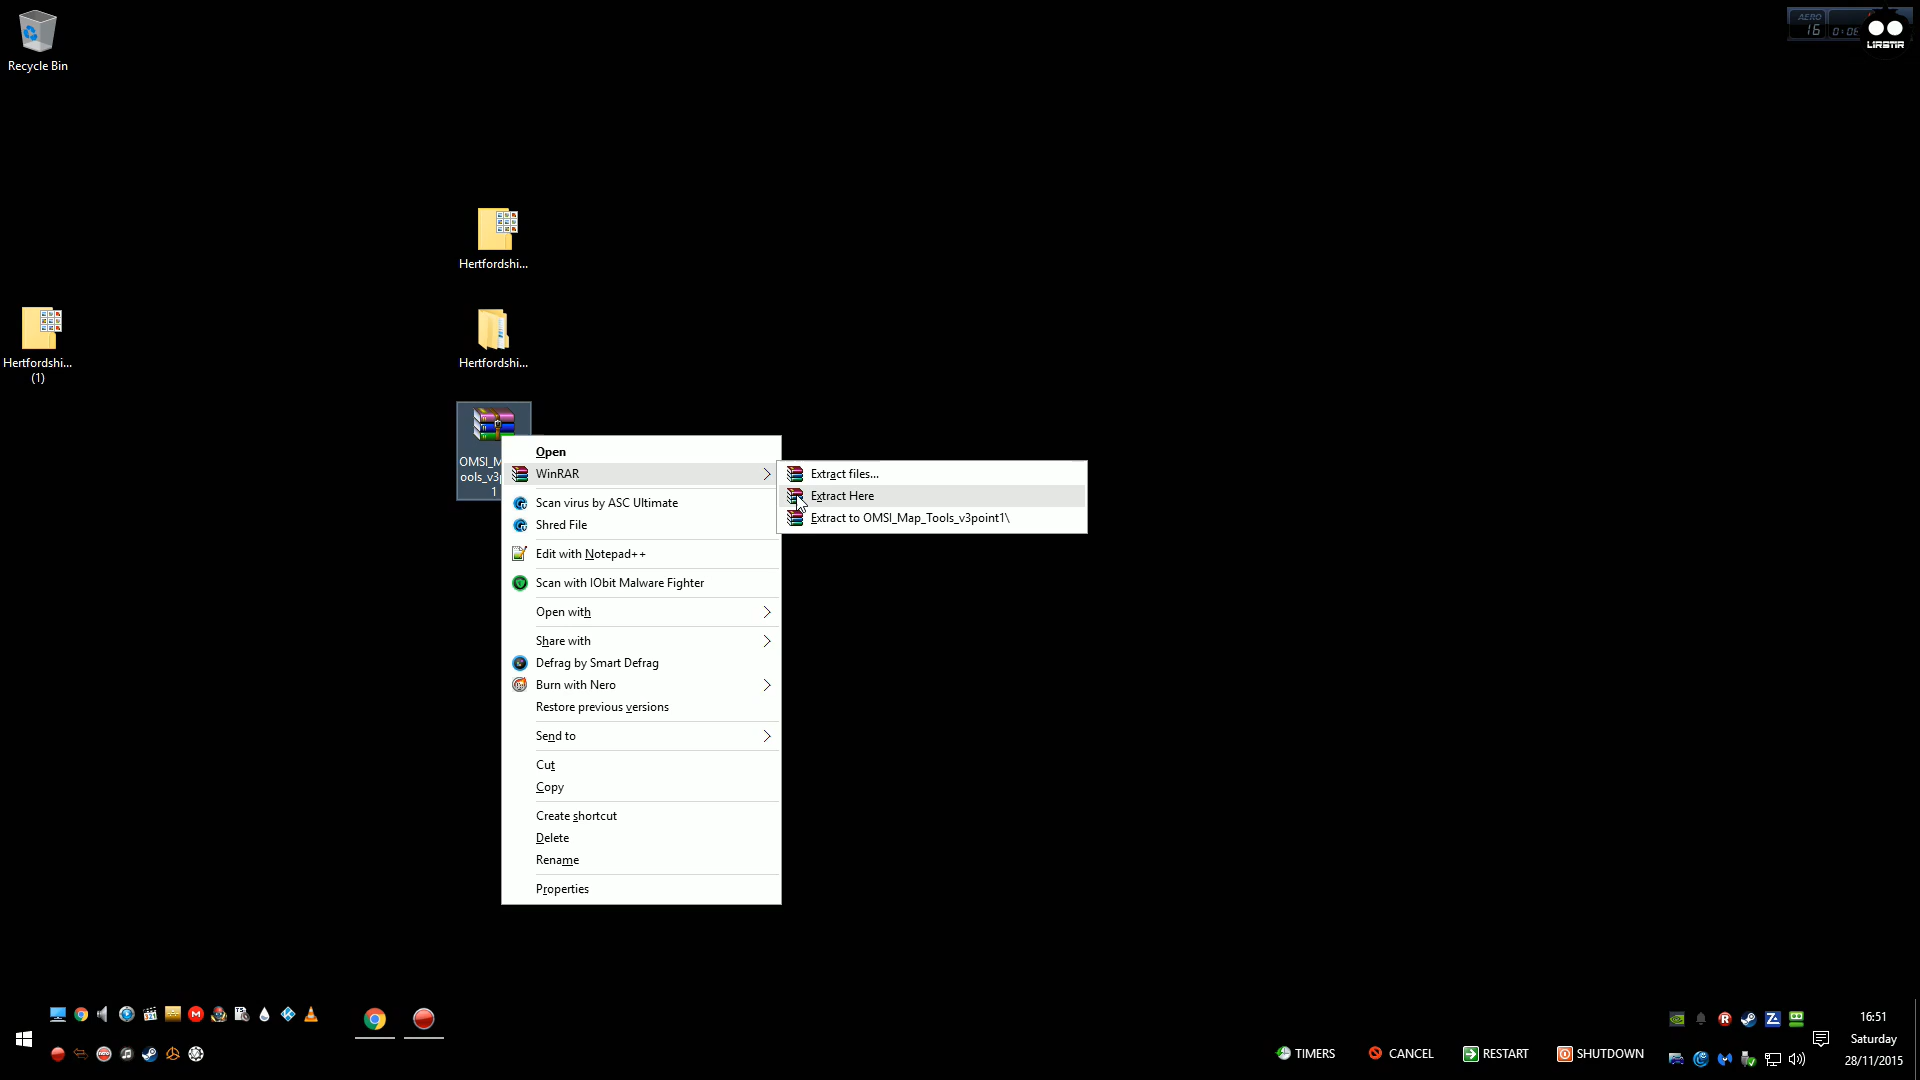 Recycle Bin
AERO
16
LIRSTIR
Hertfordshi...
Hertfordshi...
(1)
Hertfordshi...
OMSI_M
ools_v3p
1
Open
WinRAR
Scan virus by ASC Ultimate
Shred File
Edit with Notepad++
Scan with IObit Malware Fighter
Open with
Share with
Defrag by Smart Defrag
Burn with Nero
Restore previous versions
Send to
Cut
Copy
Create shortcut
Delete
Rename
Properties
Extract files...
Extract Here
Extract to OMSI_Map_Tools_v3point1\
TIMERS
CANCEL
RESTART
SHUTDOWN
16:51
Saturday
28/11/2015